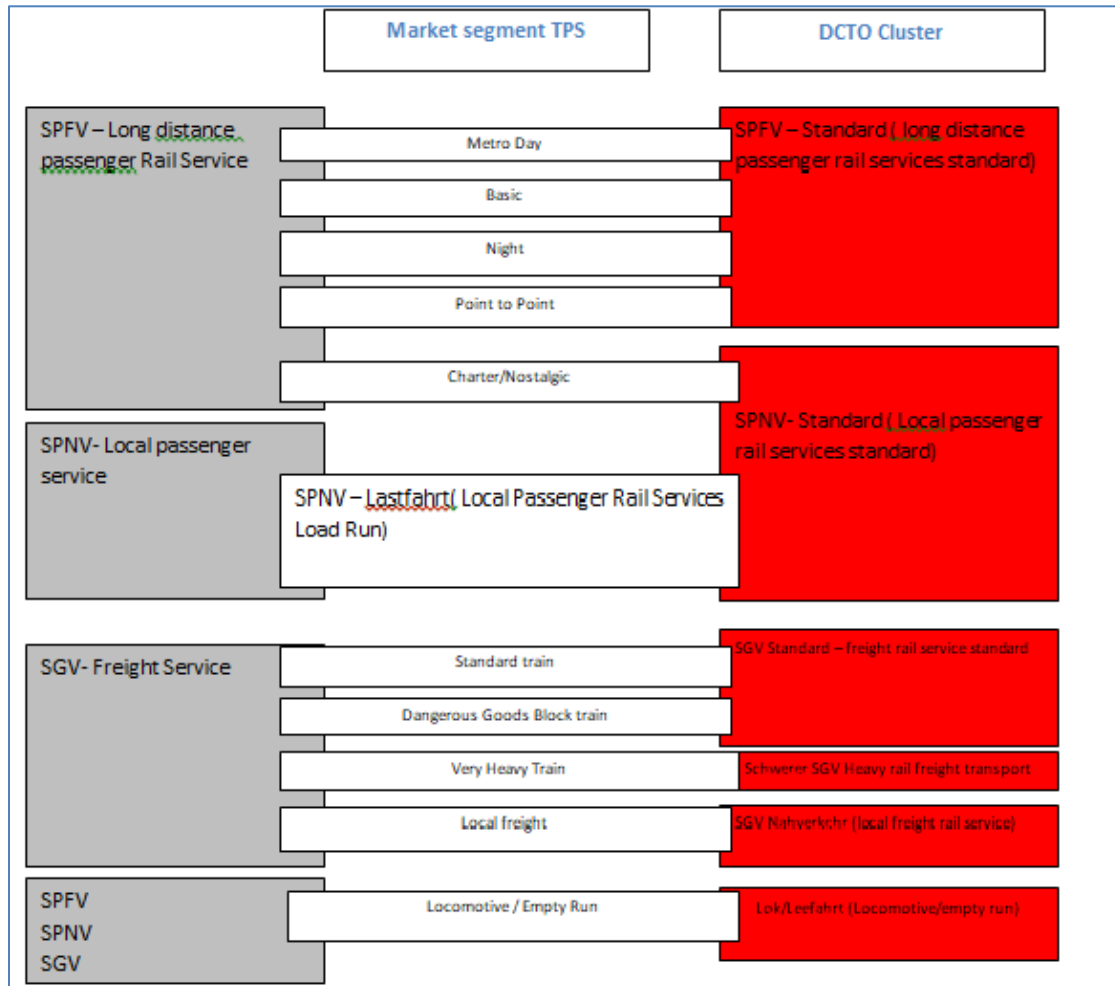 Market segment TPS
DCTO Cluster
SPFV – Long distance
passenger Rail Service
Metro Day
Basic
Night
Point to Point
Charter/Nostalgic
SPFV – Standard ( long distance
passenger rail services standard)
SPNV- Local passenger
service
SPNV – Lastfahrt( Local Passenger Rail Services
Load Run)
SPNV- Standard ( Local passenger
rail services standard)
SGV- Freight Service
Standard train
Dangerous Goods Block train
Very Heavy Train
Local freight
SGV Standard – freight rail service standard
Schwerer SGV Heavy rail freight transport
SGV Nahverkehr (local freight rail service)
SPFV
SPNV
SGV
Locomotive / Empty Run
Lok/Leefahrt (Locomotive/empty run)